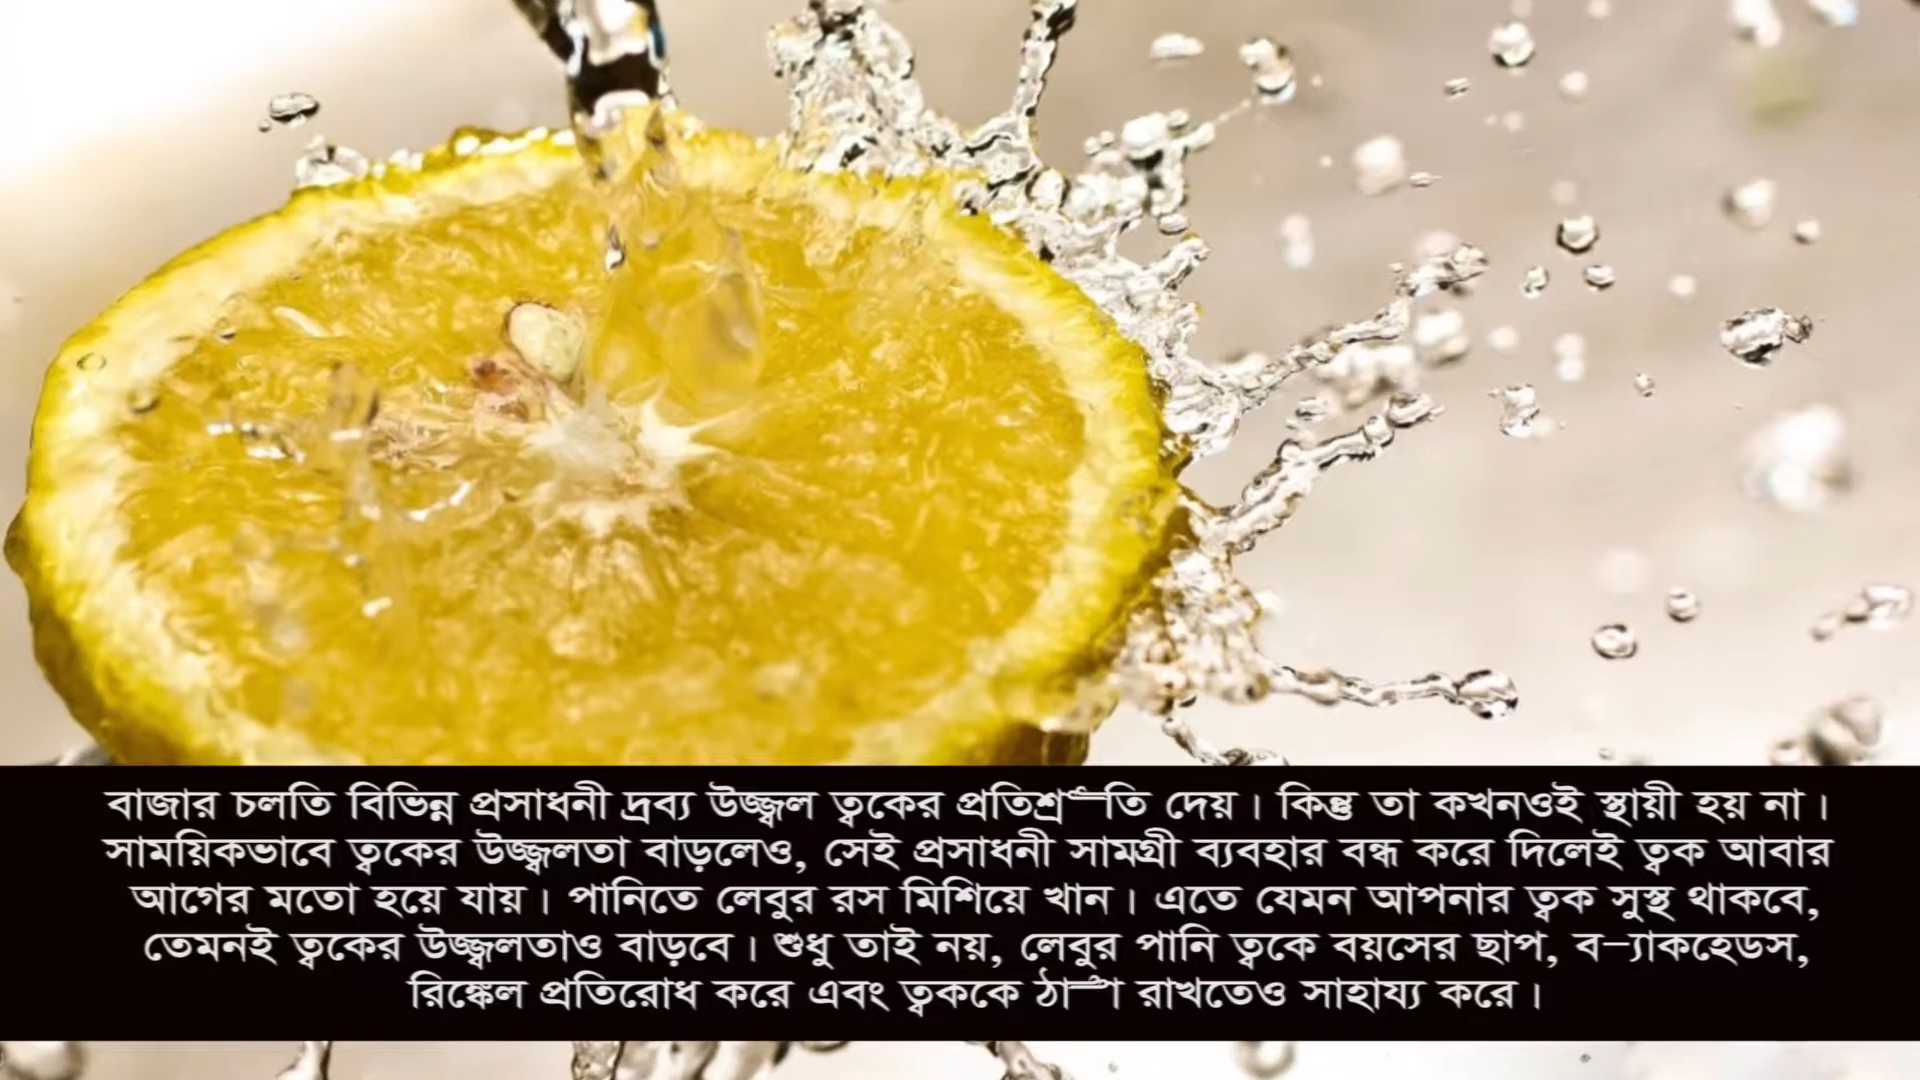 বাজার চলতি বিভিন্ন প্রসাধনী দ্রব্য উজ্জ্বল ত্বকের প্রতিশ্র—তি দেয়। কিন্তু তা কখনওই স্থায়ী হয় না।
সাময়িকভাবে ত্বকের উজ্জ্বলতা বাড়লেও, সেই প্রসাধনী সামগ্রী ব্যবহার বন্ধ করে দিলেই ত্বক আবার
আগের মতো হয়ে যায়। পানিতে লেবুর রস মিশিয়ে খান। এতে যেমন আপনার ত্বক সুস্থ থাকবে,
তেমনই ত্বকের উজ্জ্বলতাও বাড়বে। শুধু তাই নয়, লেবুর পানি ত্বকে বয়সের ছাপ, ব—্যাকহেডস,
রিঙ্কেল প্রতিরোধ করে এবং ত্বককে ঠা—া রাখতেও সাহায্য করে।